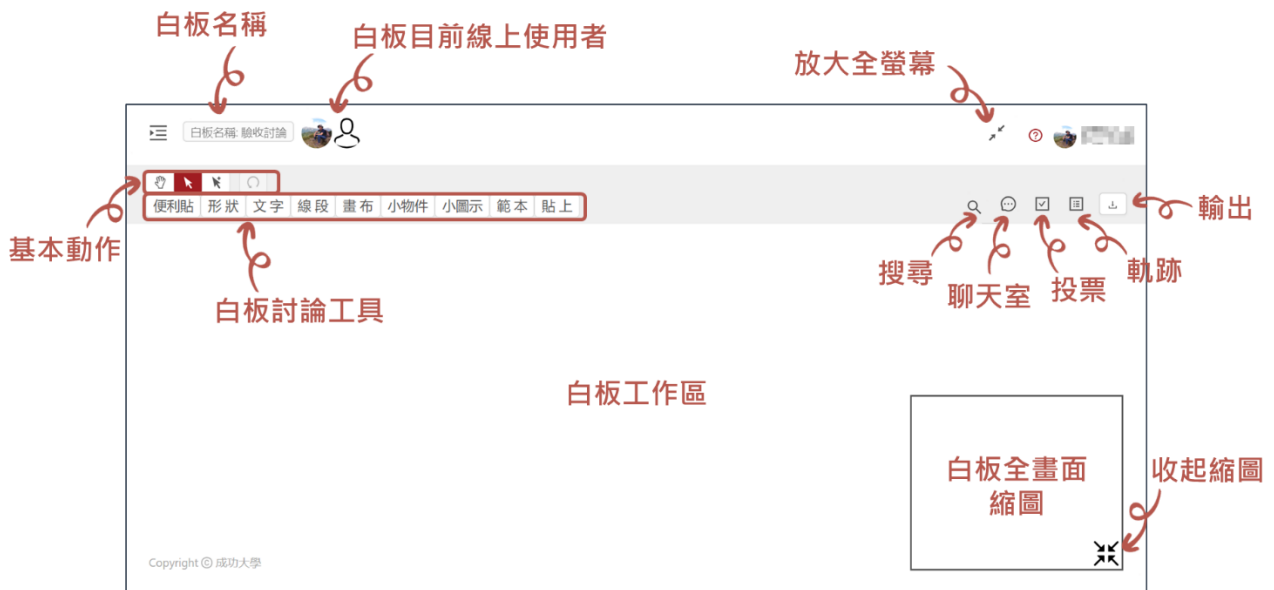 白板名稱
白板目前線上使用者
放大全螢幕
白板名稱: 驗收討論
便利貼 形狀 文字 線段 畫布 小物件 小圖示 範本 貼上
基本動作
白板討論工具
搜尋
聊天室
投票
軌跡
輸出
白板工作區
白板全畫面
縮圖
收起縮圖
Copyright © 成功大學